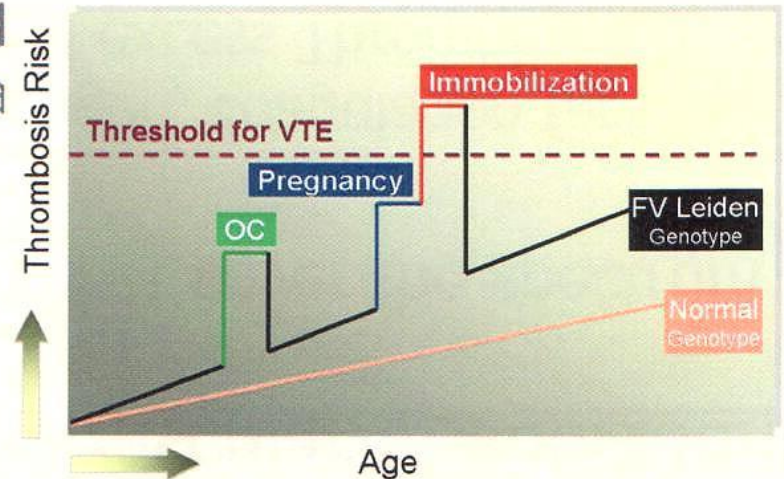 Thrombosis Risk
Immobilization
Threshold for VTE
Pregnancy
OC
FV Leiden
Genotype
Normal
Genotype
Age